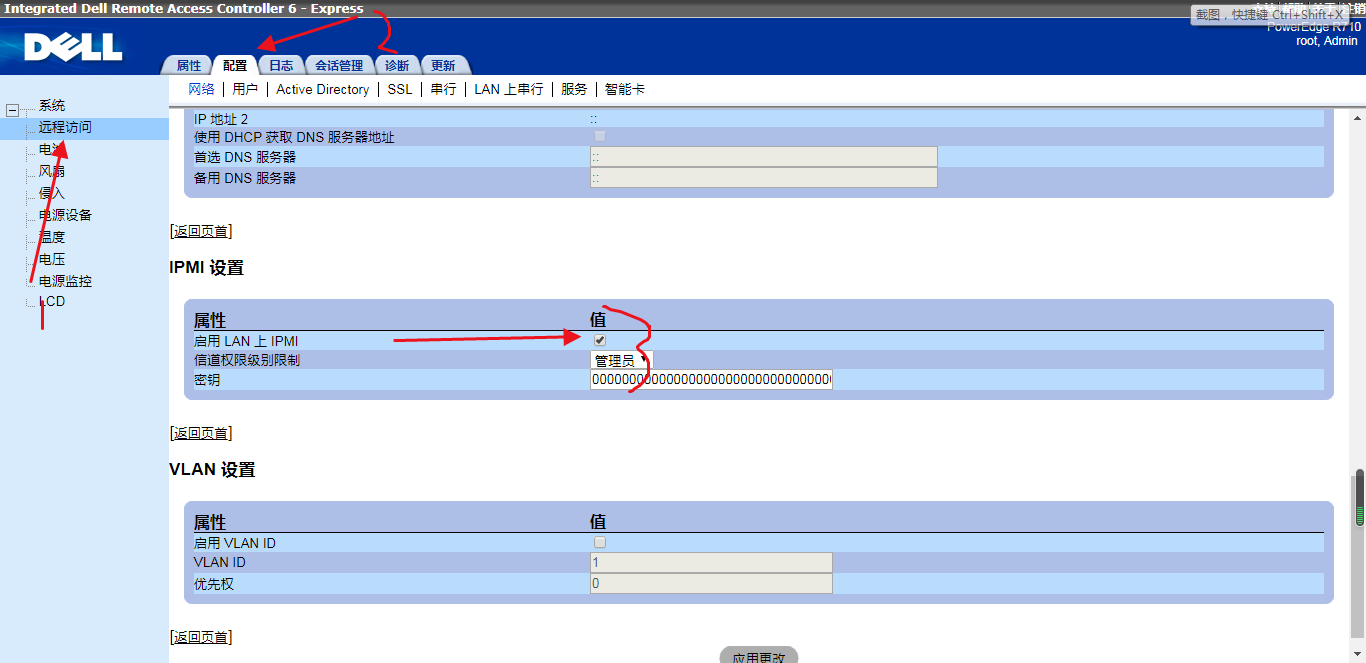 Integrated Dell Remote Access Controller 6 - Express
截图，快捷键 Ctrl+Shift+X
PowerEdge R710
root, Admin
DELL
属性 配置 日志 会话管理 诊断 更新
网络 | 用户 | Active Directory | SSL | 串行 | LAN 上串行 | 服务 | 智能卡
系统
远程访问
电池
风扇
侵入
电源设备
温度
电压
电源监控
LCD
IP 地址 2 ::
使用 DHCP 获取 DNS 服务器地址
首选 DNS 服务器 ::
备用 DNS 服务器 ::
[返回页首]
IPMI 设置
属性 值
启用 LAN 上 IPMI
信道权限级别限制 管理员
密钥
[返回页首]
VLAN 设置
属性 值
启用 VLAN ID
VLAN ID 1
优先权 0
[返回页首]
应用更改